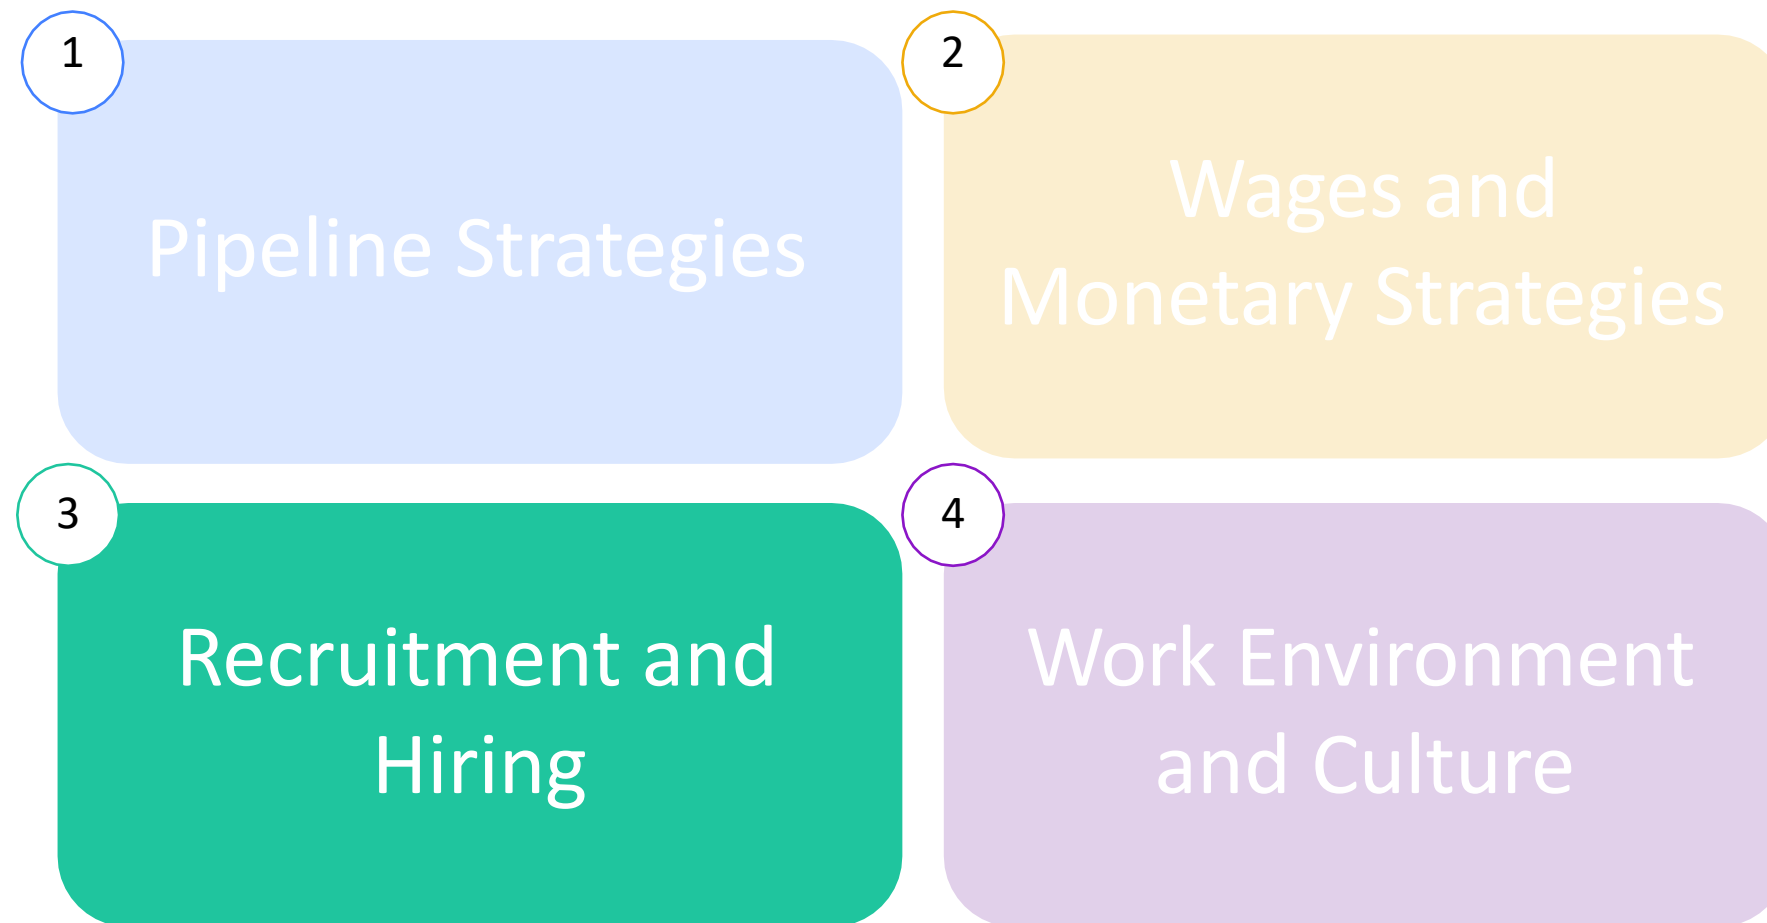 1
Pipeline Strategies
2
Wages and
Monetary Strategies
3
Recruitment and
Hiring
4
Work Environment
and Culture